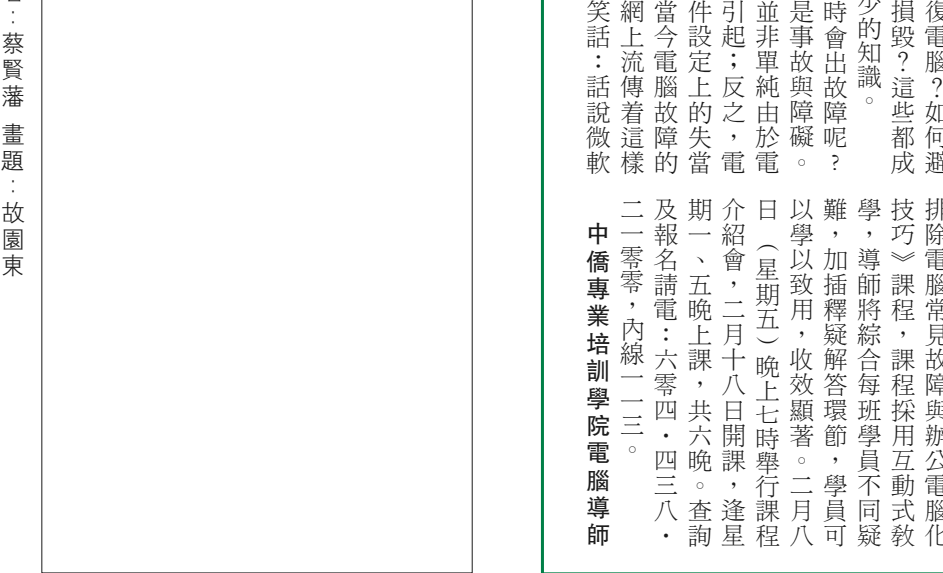 復電腦？如何避
損毀？這些都成
少的知識。
時會出故障呢？
是事故與障礙。
並非單純由於電
引起；反之，電
件設定上的失當
當今電腦故障的
網上流傳着這樣
笑話：話說微軟
排除電腦常見故障與辦公電腦化
技巧》課程，課程採用互動式教
學，導師將綜合每班學員不同疑
難，加插釋疑解答環節，學員可
以學以致用，收效顯著。二月八
日（星期五）晚上七時舉行課程
介紹會，二月十八日開課，逢星
期一、五晚上課，共六晚。查詢
及報名請電：六零四．四三八．
二一零零，內線一一三。
中僑專業培訓學院電腦導師
：蔡賢藩 畫題：故園東